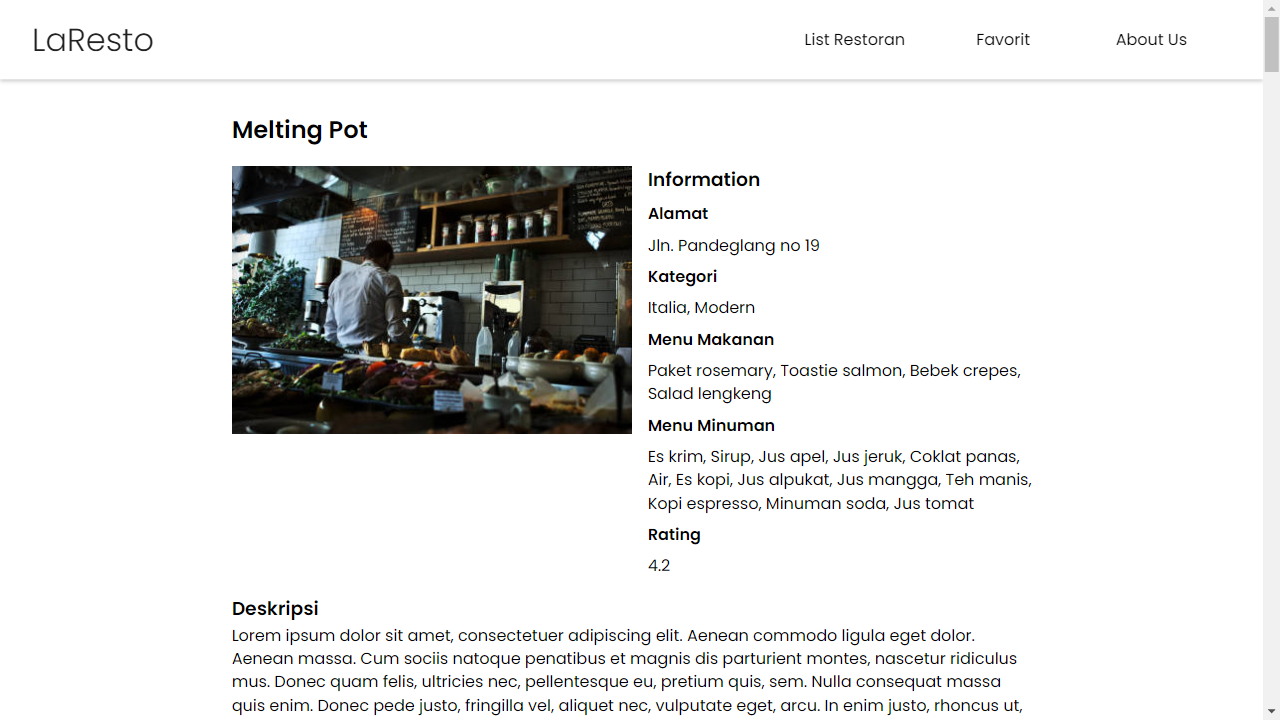 LaResto
List Restoran
Favorit
About Us
Melting Pot
Information
Alamat
Jln. Pandeglang no 19
Kategori
Italia, Modern
Menu Makanan
Paket rosemary, Toastie salmon, Bebek crepes,
Salad lengkeng
Menu Minuman
Es krim, Sirup, Jus apel, Jus jeruk, Coklat panas,
Air, Es kopi, Jus alpukat, Jus mangga, Teh manis,
Kopi espresso, Minuman soda, Jus tomat
Rating
4.2
Deskripsi
Lorem ipsum dolor sit amet, consectetuer adipiscing elit. Aenean commodo ligula eget dolor.
Aenean massa. Cum sociis natoque penatibus et magnis dis parturient montes, nascetur ridiculus
mus. Donec quam felis, ultricies nec, pellentesque eu, pretium quis, sem. Nulla consequat massa
quis enim. Donec pede justo, fringilla vel, aliquet nec, vulputate eget, arcu. In enim justo, rhoncus ut,